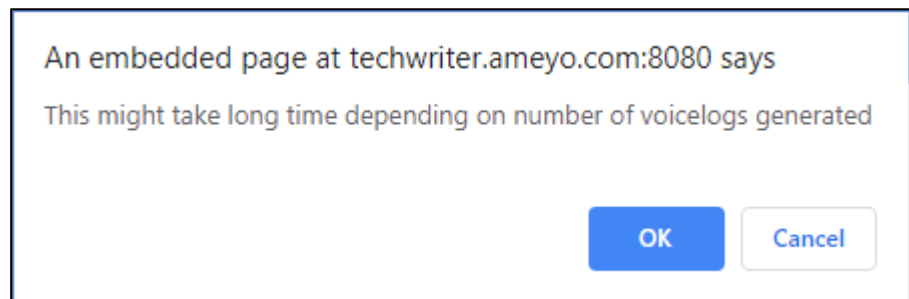 An embedded page at techwriter.ameyo.com:8080 says
This might take long time depending on number of voicelogs generated
OK Cancel